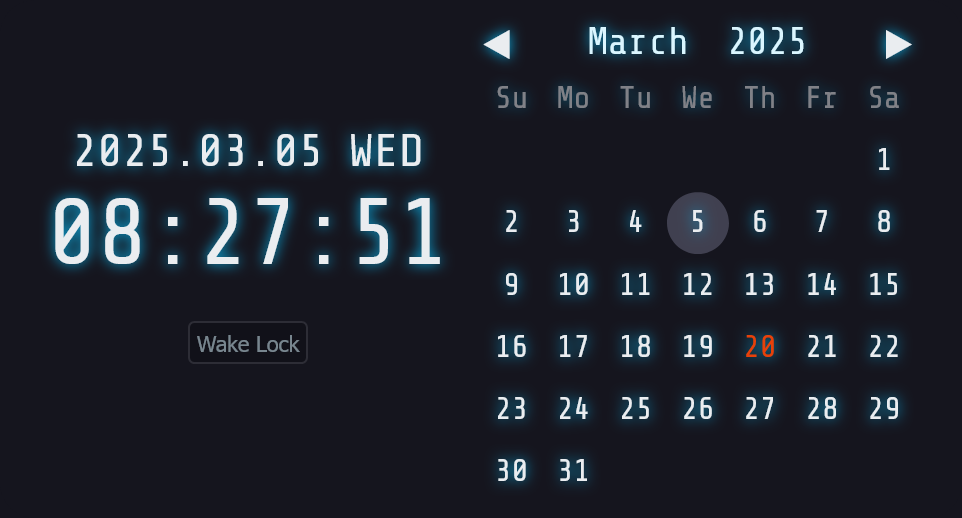 2025.03.05 WED
08:27:51
Wake Lock
◀ March 2025 ▶
Su Mo Tu We Th Fr Sa
1
2 3 4 5 6 7 8
9 10 11 12 13 14 15
16 17 18 19 20 21 22
23 24 25 26 27 28 29
30 31